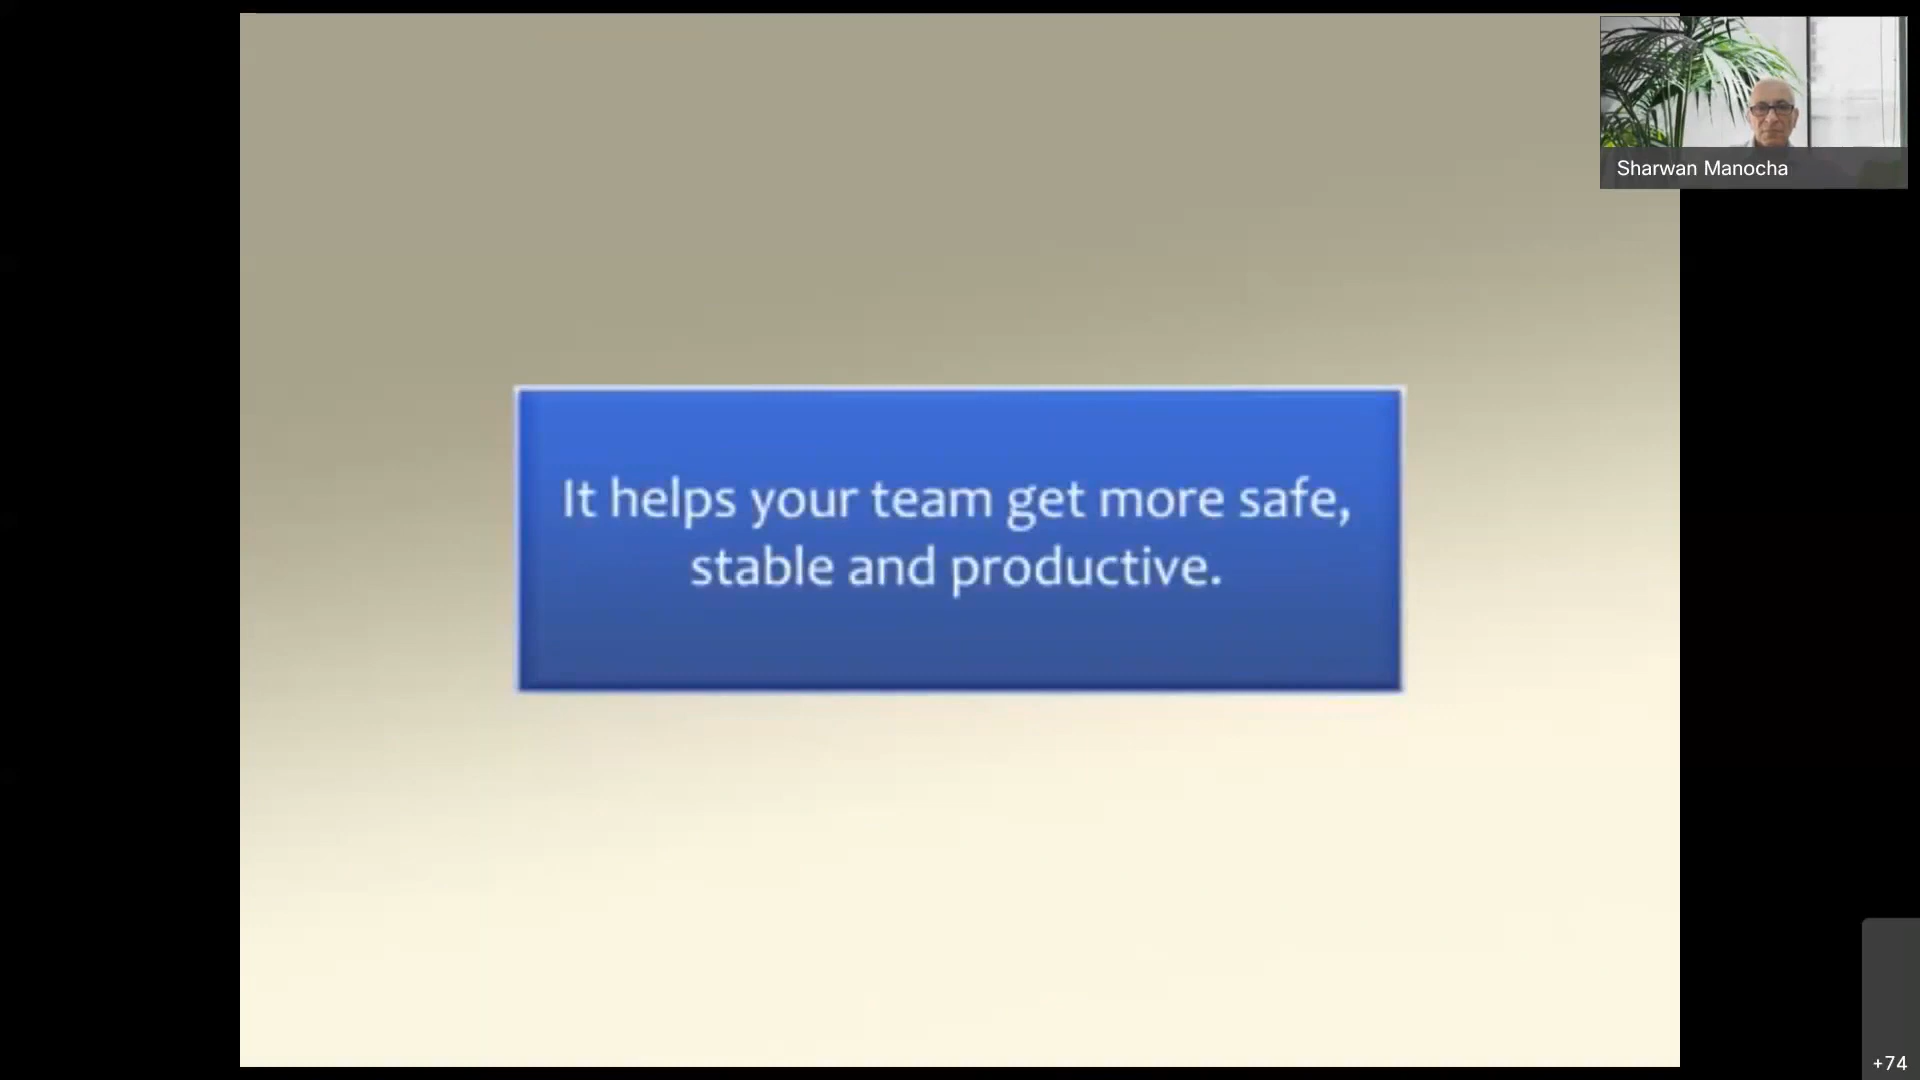 Sharwan Manocha
It helps your team get more safe,
stable and productive.
+74